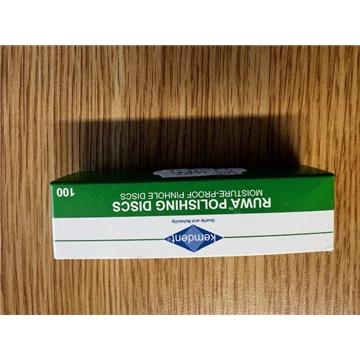 kemdent®
Quality and Reliability
RUWA® POLISHING DISCS
MOISTURE-PROOF PINHOLE DISCS
100